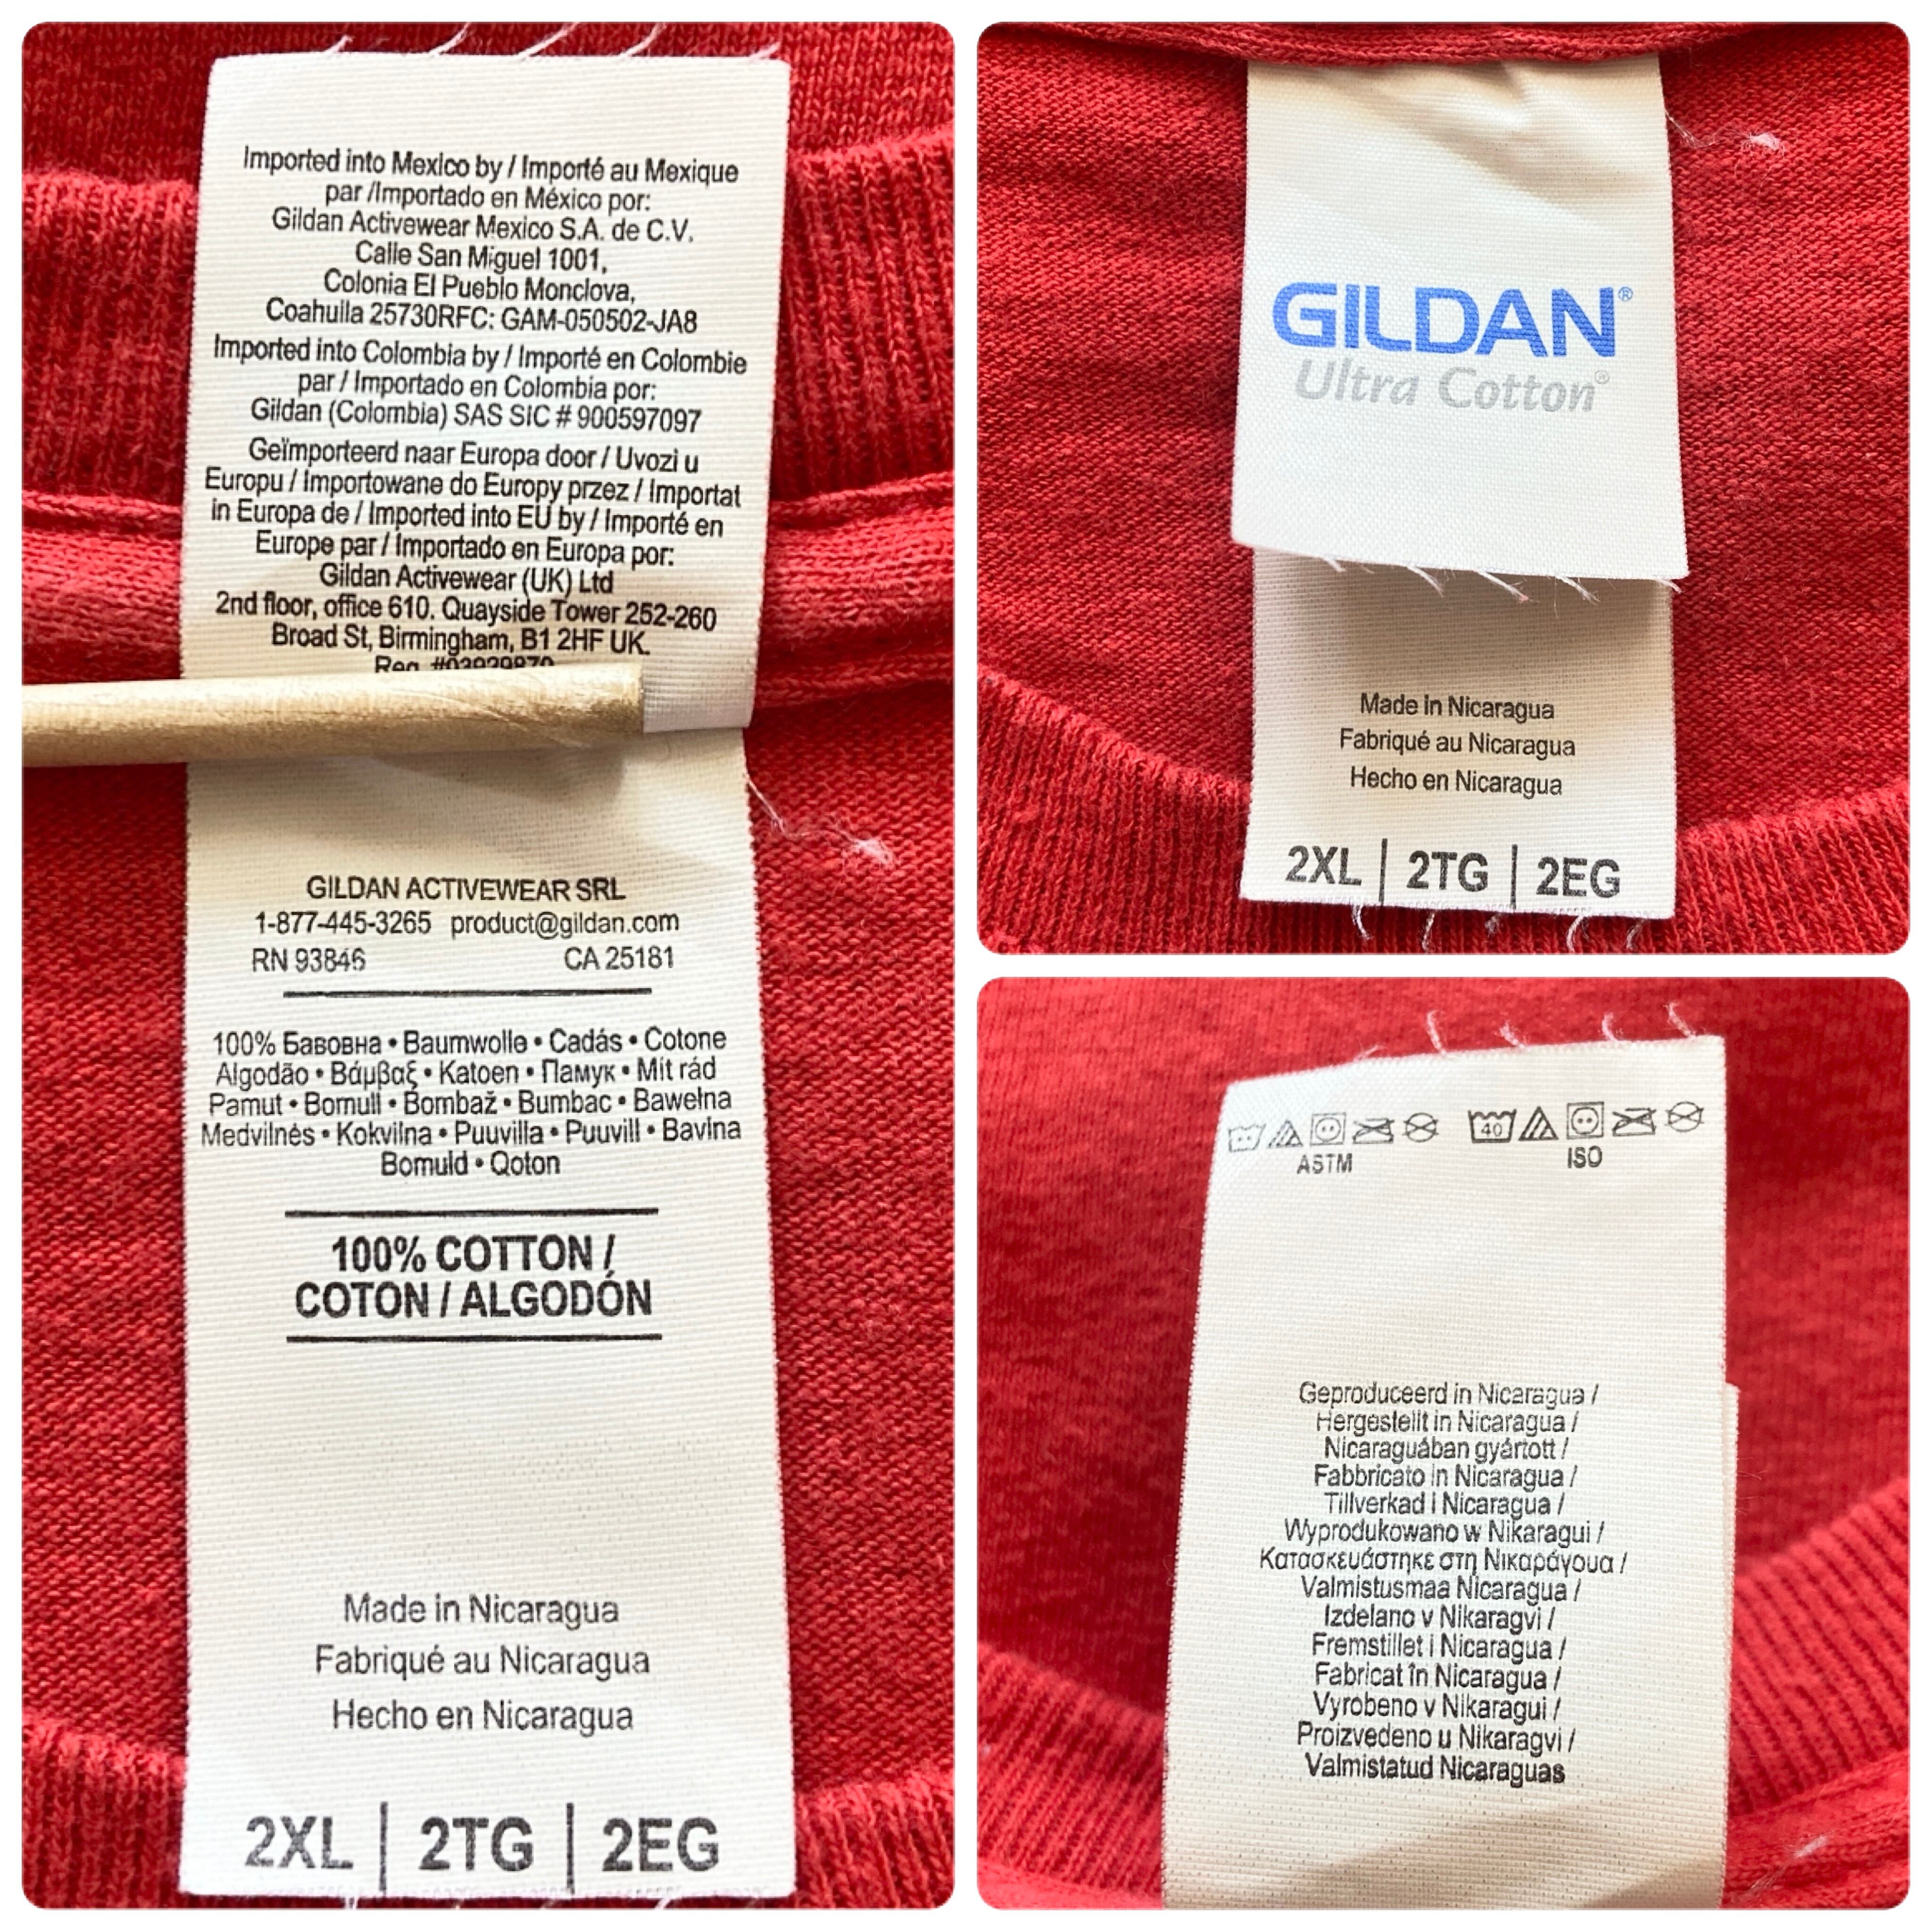 Imported into Mexico by / Importé au Mexique
par /Importado en México por:
Gildan Activewear Mexico S.A. de C.V.
Calle San Miguel 1001,
Colonia El Pueblo Monclova,
Coahuila 25730RFC: GAM-050502-JA8
Imported into Colombia by / Importé en Colombie
par / Importado en Colombia por:
Gildan (Colombia) SAS SIC # 900597097
Geïmporteerd naar Europa door / Uvozi u
Europu / Importowane do Europy przez / Importat
in Europa de / Imported into EU by / Importé en
Europe par / Importado en Europa por:
Gildan Activewear (UK) Ltd
2nd floor, office 610. Quayside Tower 252-260
Broad St, Birmingham, B1 2HF UK.
Reg. #03929870
GILDAN ACTIVEWEAR SRL
1-877-445-3265 product@gildan.com
RN 93846 CA 25181
100% Бавовна • Baumwolle • Cadás • Cotone
Algodão • Βάμβαξ • Katoen • Памук • Mit rád
Pamut • Bomull • Bombaž • Bumbac • Bawełna
Medvilnės • Kokvilna • Puuvilla • Puuvill • Bavlna
Bomuld • Qoton
100% COTTON /
COTON / ALGODÓN
Made in Nicaragua
Fabriqué au Nicaragua
Hecho en Nicaragua
2XL | 2TG | 2EG
GILDAN®
Ultra Cotton®
Made in Nicaragua
Fabriqué au Nicaragua
Hecho en Nicaragua
2XL | 2TG | 2EG
40
ASTM ISO
Geproduceerd in Nicaragua /
Hergestellt in Nicaragua /
Nicaraguában gyártott /
Fabbricato in Nicaragua /
Tillverkad i Nicaragua /
Wyprodukowano w Nikaragui /
Κατασκευάστηκε στη Νικαράγουα /
Valmistusmaa Nicaragua /
Izdelano v Nikaragvi /
Fremstillet i Nicaragua /
Fabricat în Nicaragua /
Vyrobeno v Nikaragui /
Proizvedeno u Nikaragvi /
Valmistatud Nicaraguas